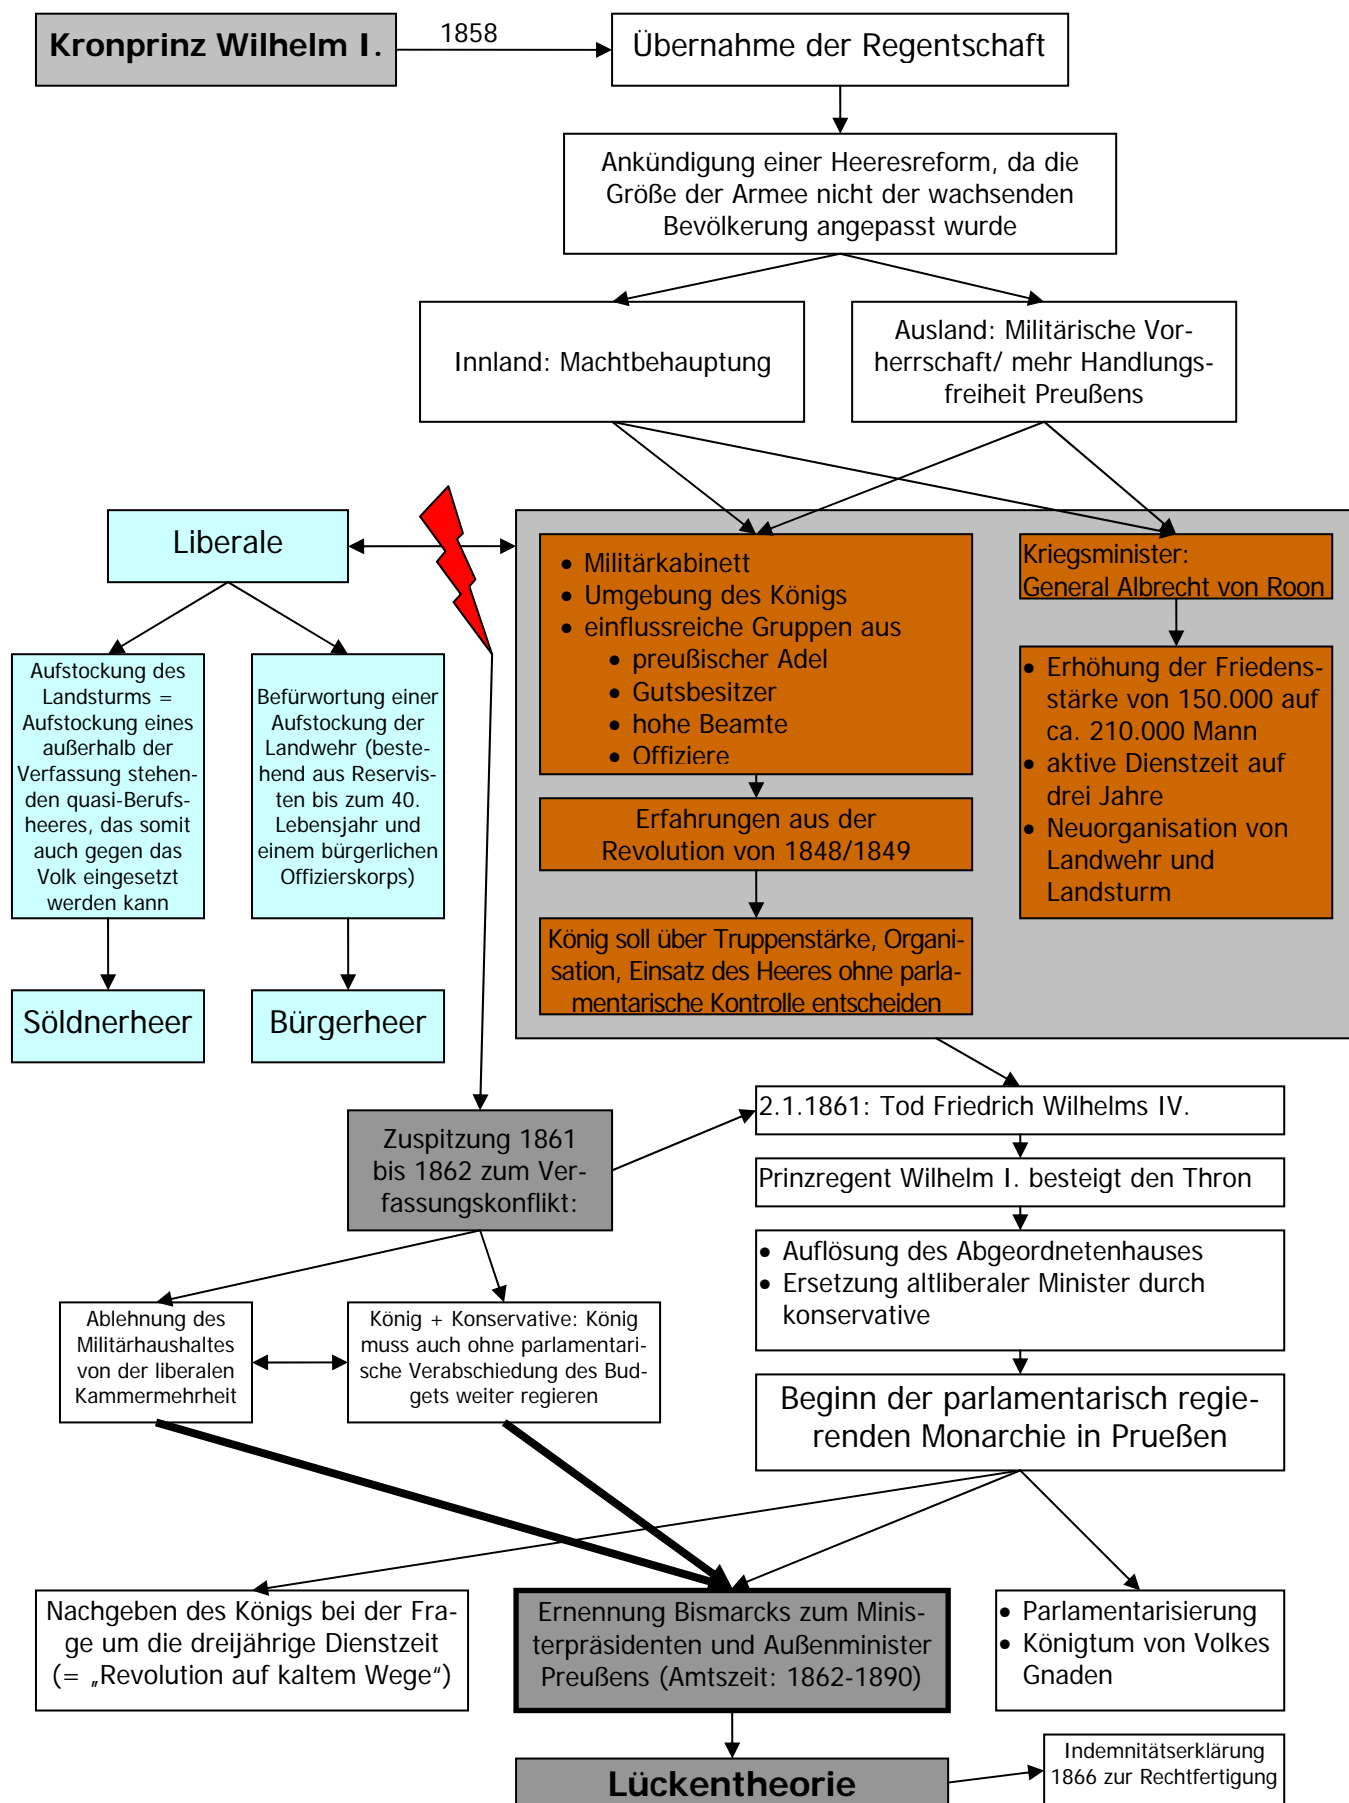 Kronprinz Wilhelm I.
1858
Übernahme der Regentschaft
Ankündigung einer Heeresreform, da die
Größe der Armee nicht der wachsenden
Bevölkerung angepasst wurde
Innland: Machtbehauptung
Ausland: Militärische Vor-
herrschaft/ mehr Handlungs-
freiheit Preußens
Liberale
Aufstockung des
Landsturms =
Aufstockung eines
außerhalb der
Verfassung stehen-
den quasi-Berufs-
heeres, das somit
auch gegen das
Volk eingesetzt
werden kann
Befürwortung einer
Aufstockung der
Landwehr (beste-
hend aus Reservis-
ten bis zum 40.
Lebensjahr und
einem bürgerlichen
Offizierskorps)
Söldnerheer
Bürgerheer
• Militärkabinett
• Umgebung des Königs
• einflussreiche Gruppen aus
• preußischer Adel
• Gutsbesitzer
• hohe Beamte
• Offiziere
Erfahrungen aus der
Revolution von 1848/1849
König soll über Truppenstärke, Organi-
sation, Einsatz des Heeres ohne parla-
mentarische Kontrolle entscheiden
Kriegsminister:
General Albrecht von Roon
• Erhöhung der Friedens-
stärke von 150.000 auf
ca. 210.000 Mann
• aktive Dienstzeit auf
drei Jahre
• Neuorganisation von
Landwehr und
Landsturm
Zuspitzung 1861
bis 1862 zum Ver-
fassungskonflikt:
2.1.1861: Tod Friedrich Wilhelms IV.
Prinzregent Wilhelm I. besteigt den Thron
• Auflösung des Abgeordnetenhauses
• Ersetzung altliberaler Minister durch
konservative
Ablehnung des
Militärhaushaltes
von der liberalen
Kammermehrheit
König + Konservative: König
muss auch ohne parlamentari-
sche Verabschiedung des Bud-
gets weiter regieren
Beginn der parlamentarisch regie-
renden Monarchie in Prueßen
Nachgeben des Königs bei der Fra-
ge um die dreijährige Dienstzeit
(= „Revolution auf kaltem Wege“)
Ernennung Bismarcks zum Minis-
terpräsidenten und Außenminister
Preußens (Amtszeit: 1862-1890)
• Parlamentarisierung
• Königtum von Volkes
Gnaden
Lückentheorie
Indemnitätserklärung
1866 zur Rechtfertigung